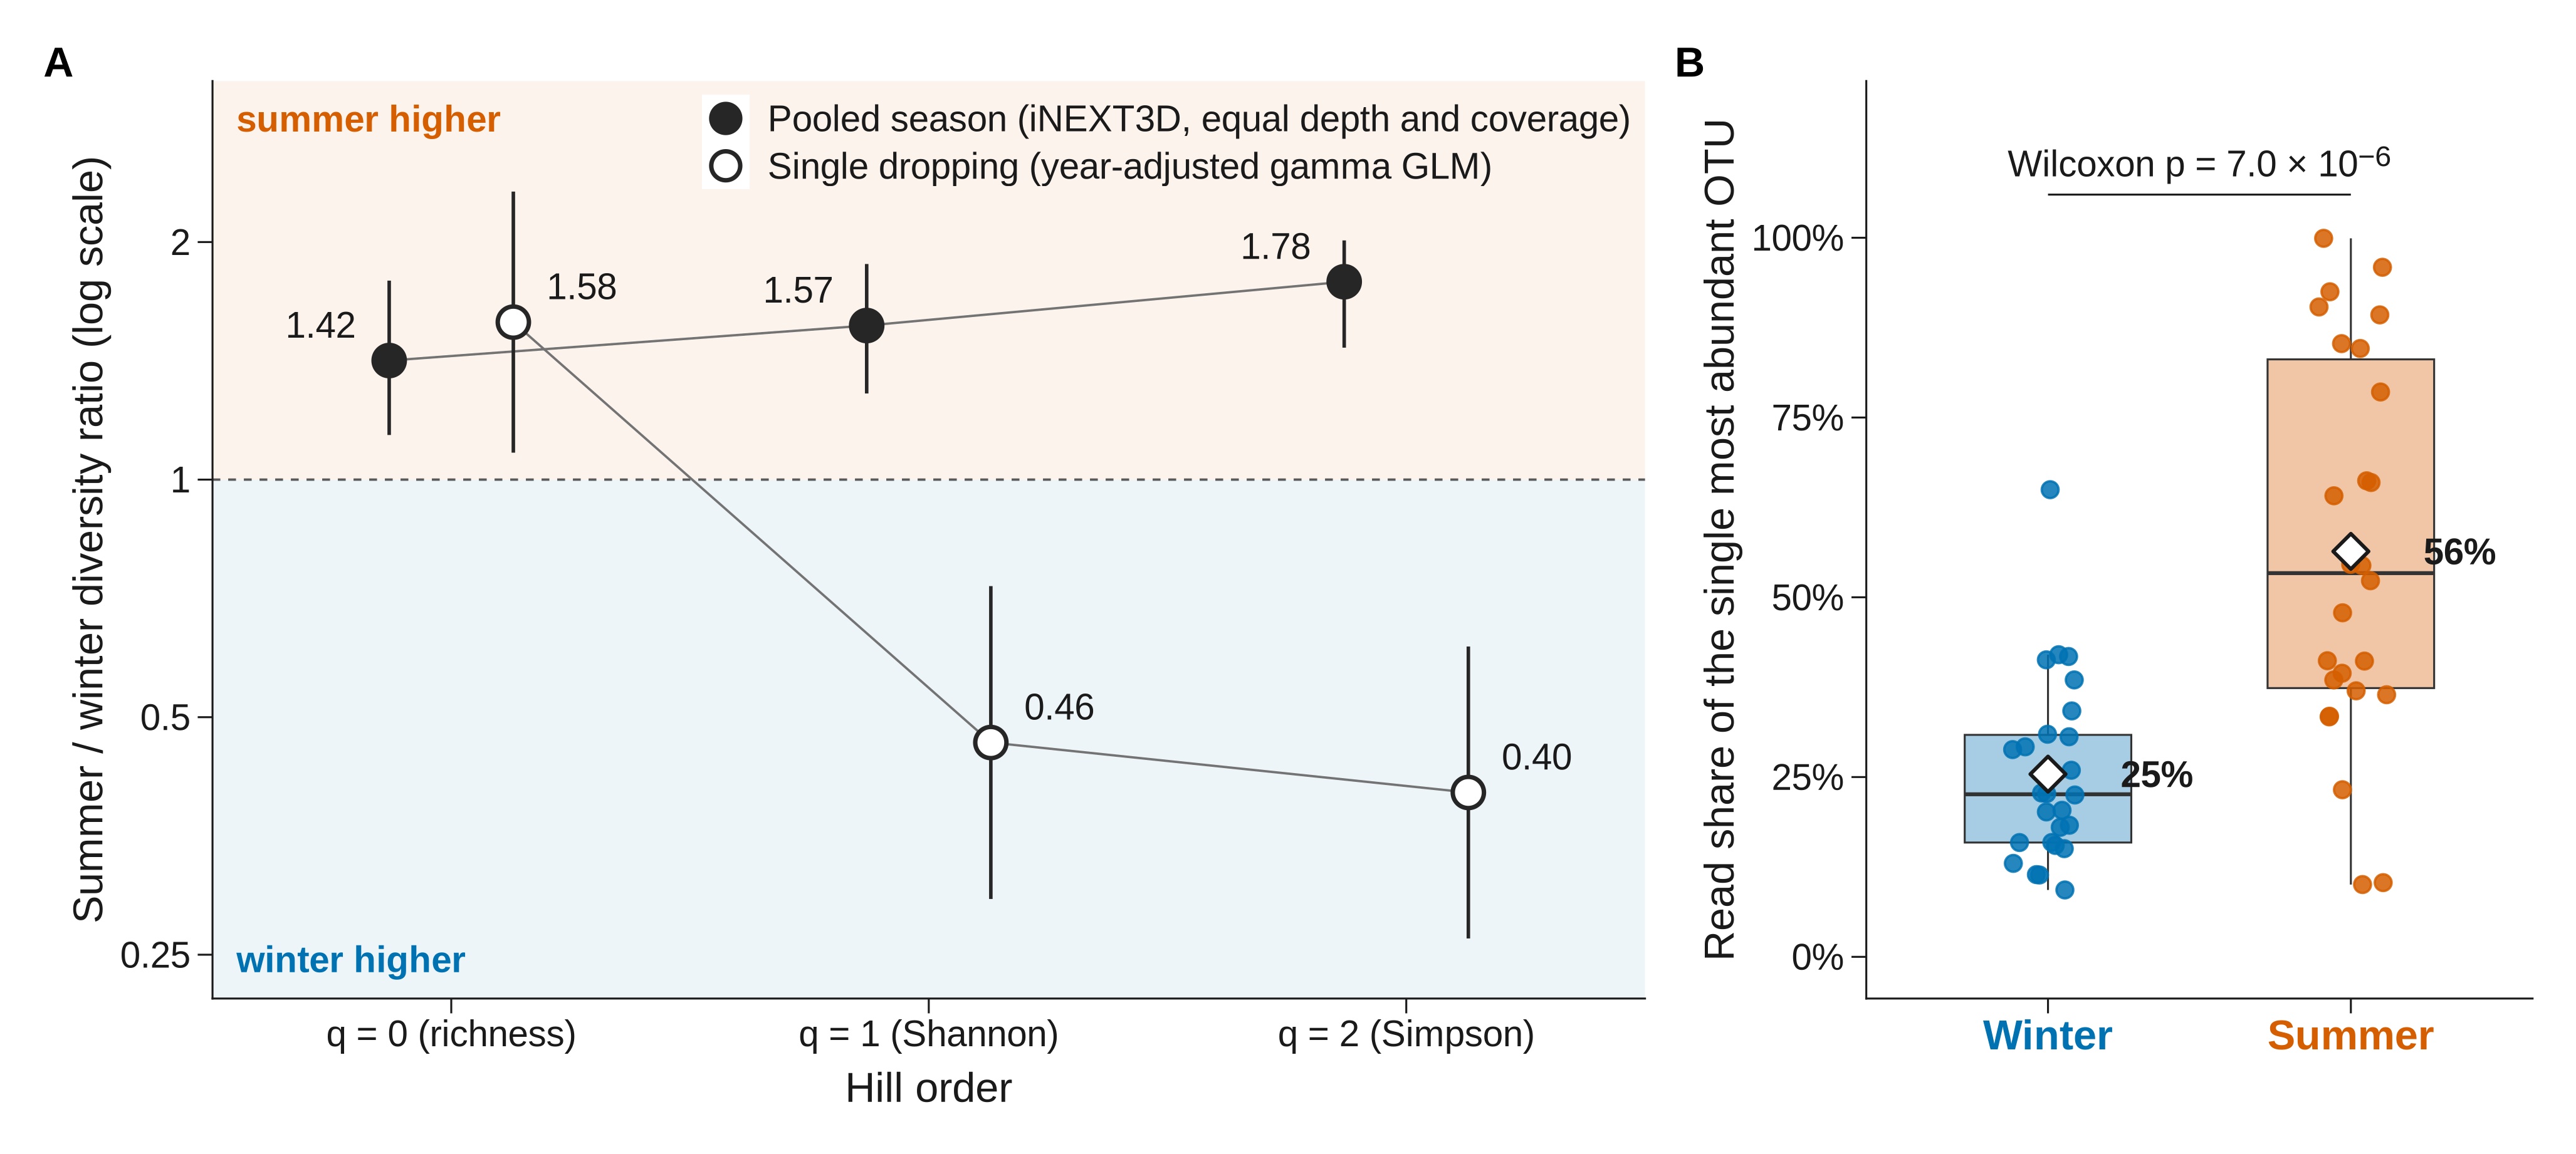 A
summer higher
Pooled season (iNEXT3D, equal depth and coverage)
Single dropping (year-adjusted gamma GLM)
Summer / winter diversity ratio (log scale)
2
1
0.5
0.25
1.42
1.58
1.57
1.78
0.46
0.40
winter higher
q = 0 (richness)
q = 1 (Shannon)
q = 2 (Simpson)
Hill order
B
Read share of the single most abundant OTU
Wilcoxon p = 7.0 × 10⁻⁶
100%
75%
50%
25%
0%
56%
25%
Winter
Summer